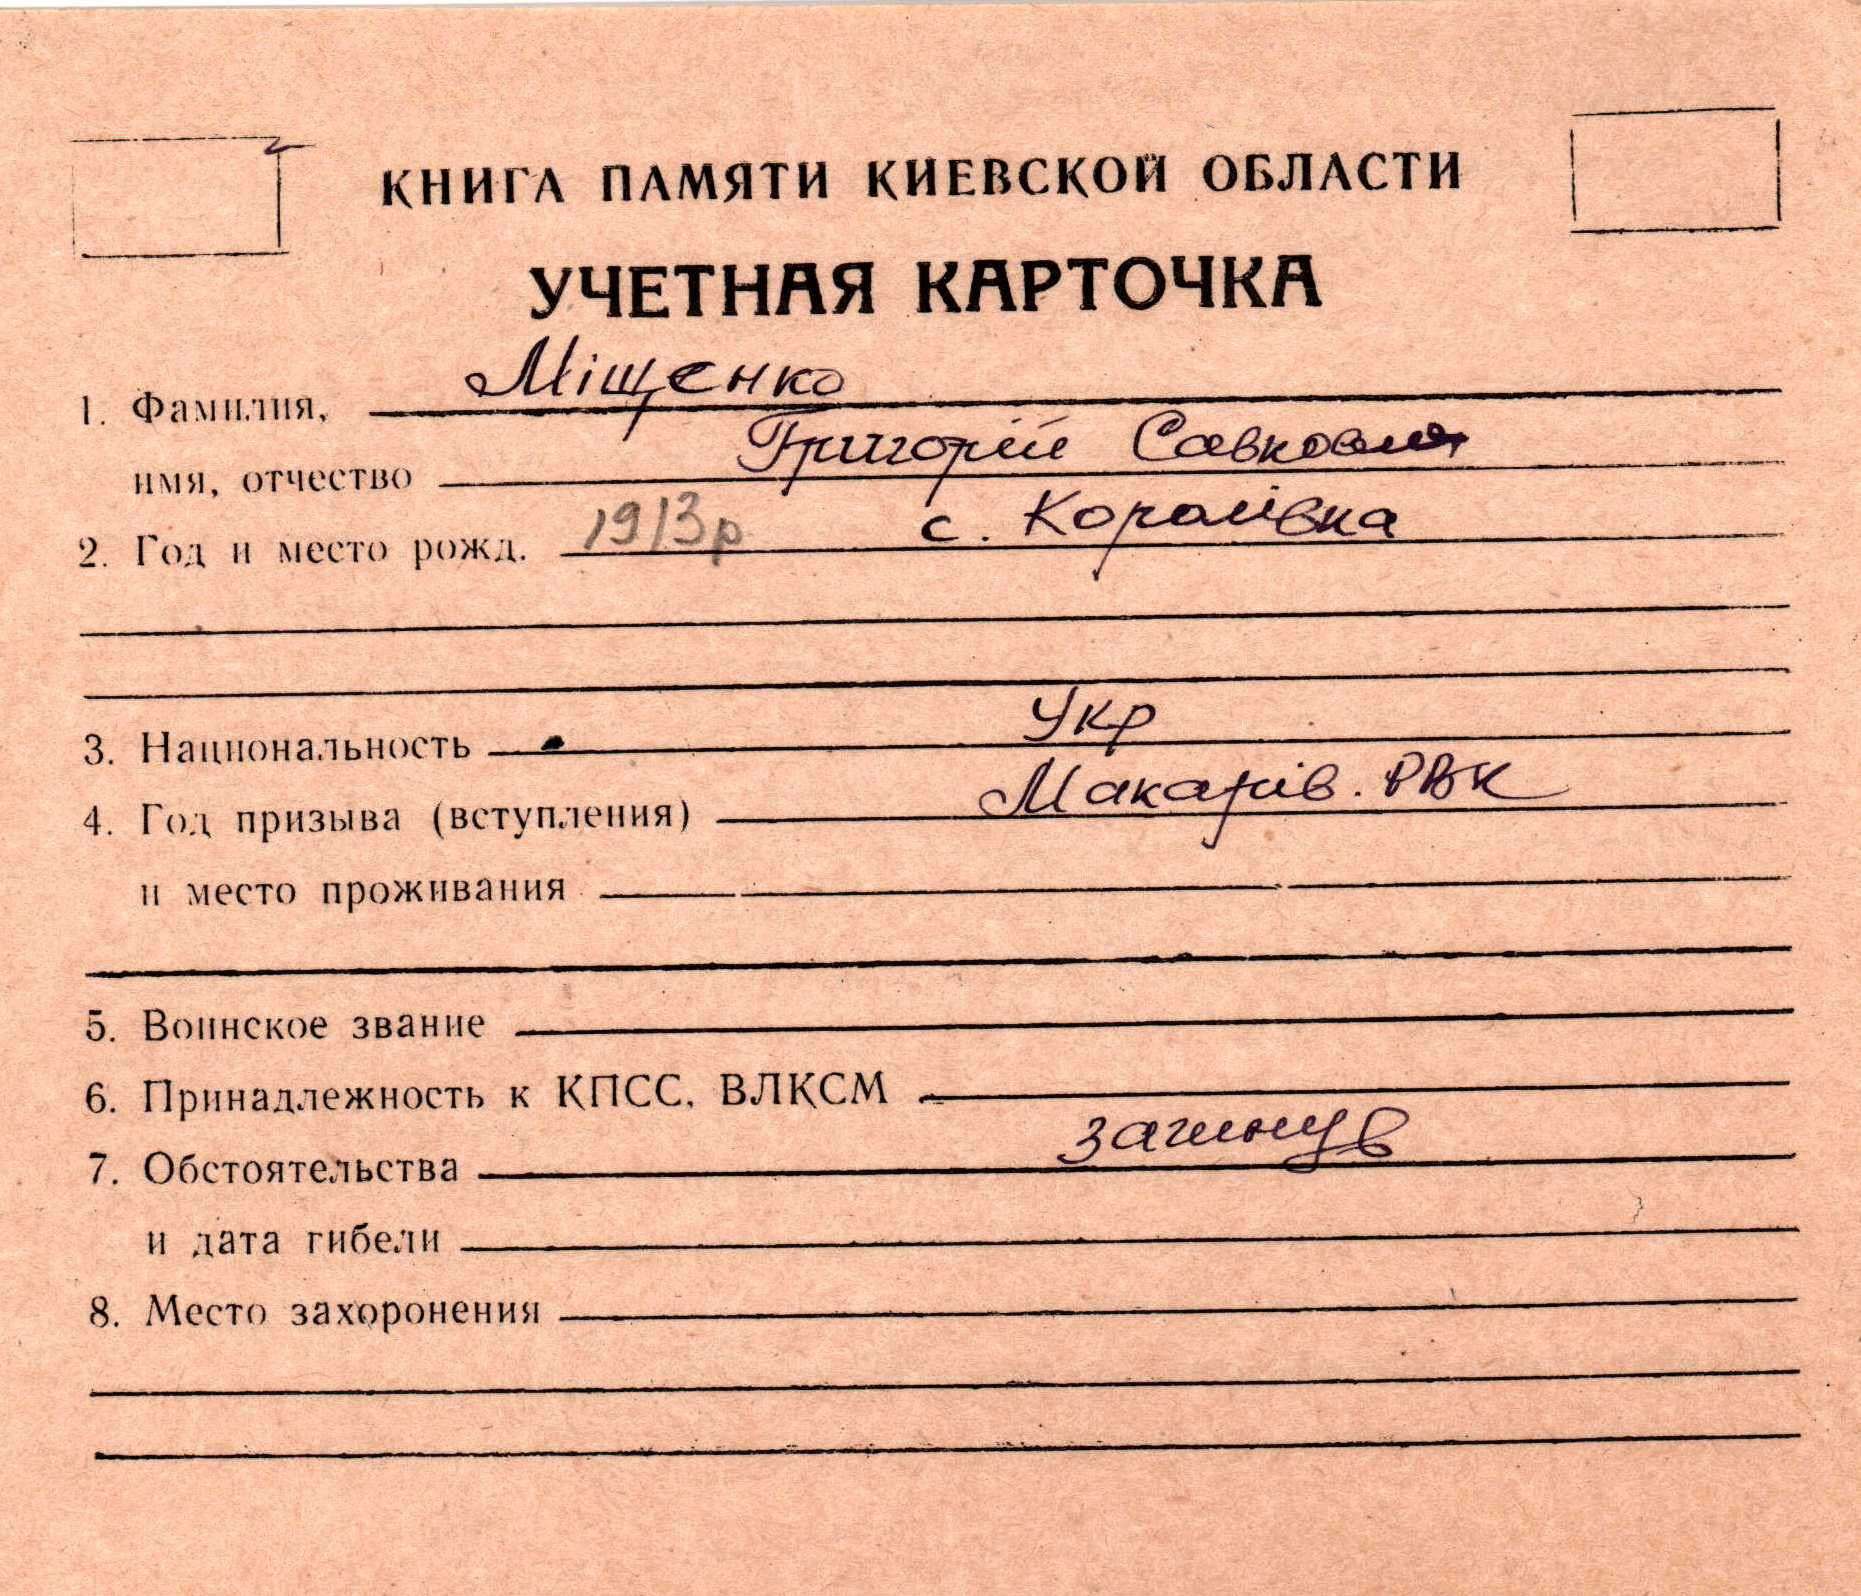 КНИГА ПАМЯТИ КИЕВСКОЙ ОБЛАСТИ
УЧЕТНАЯ КАРТОЧКА
1. Фамилия, Міщенко
имя, отчество Григорій Савкович
2. Год и место рожд. 1913р с. Королівка
3. Национальность Укр
4. Год призыва (вступления) Макарів. РВК
и место проживания
5. Воинское звание
6. Принадлежность к КПСС, ВЛКСМ
7. Обстоятельства загинув
и дата гибели
8. Место захоронения